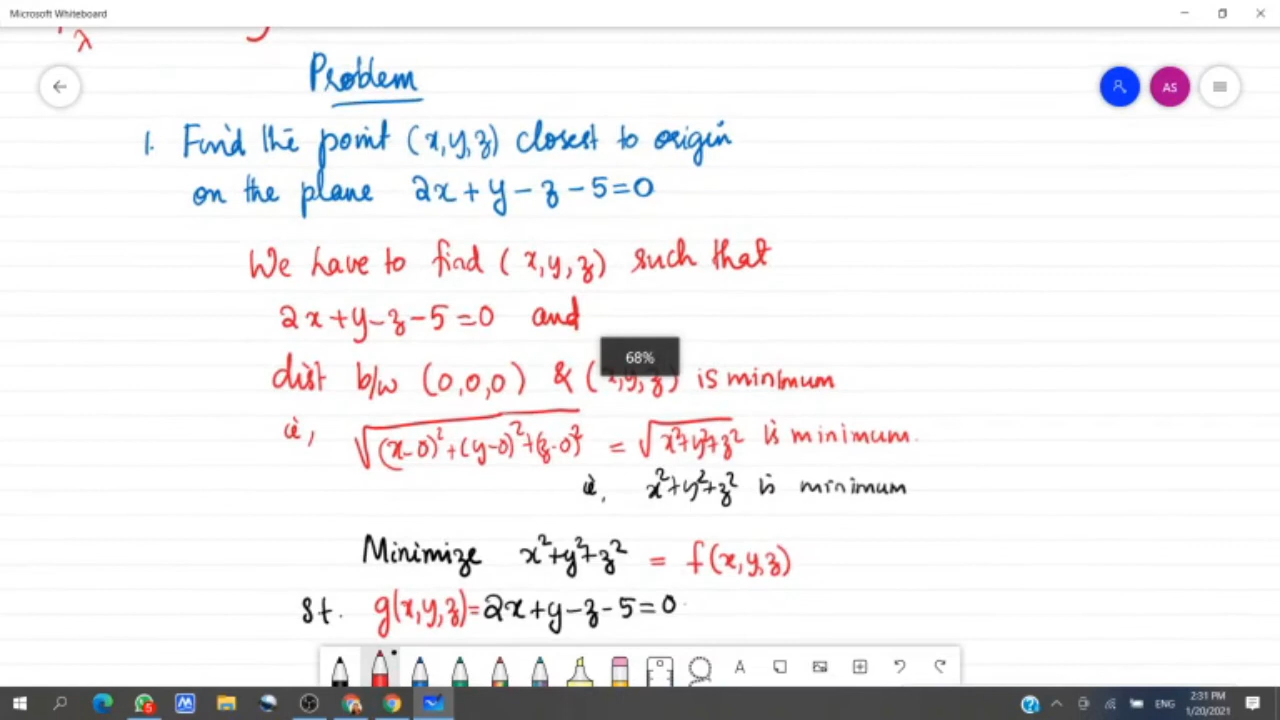 Microsoft Whiteboard
λ
Problem
AS
1. Find the point (x,y,z) closest to origin
on the plane 2x+y-z-5=0
We have to find (x,y,z) such that
2x+y-z-5=0 and
68%
dist b/w (0,0,0) & (x,y,z) is minimum
ie, √((x-0)²+(y-0)²+(z-0)²) = √(x²+y²+z²) is minimum.
ie, x²+y²+z² is minimum
Minimize x²+y²+z² = f(x,y,z)
St. g(x,y,z)=2x+y-z-5=0
A
5
ENG
2:31 PM
1/20/2021